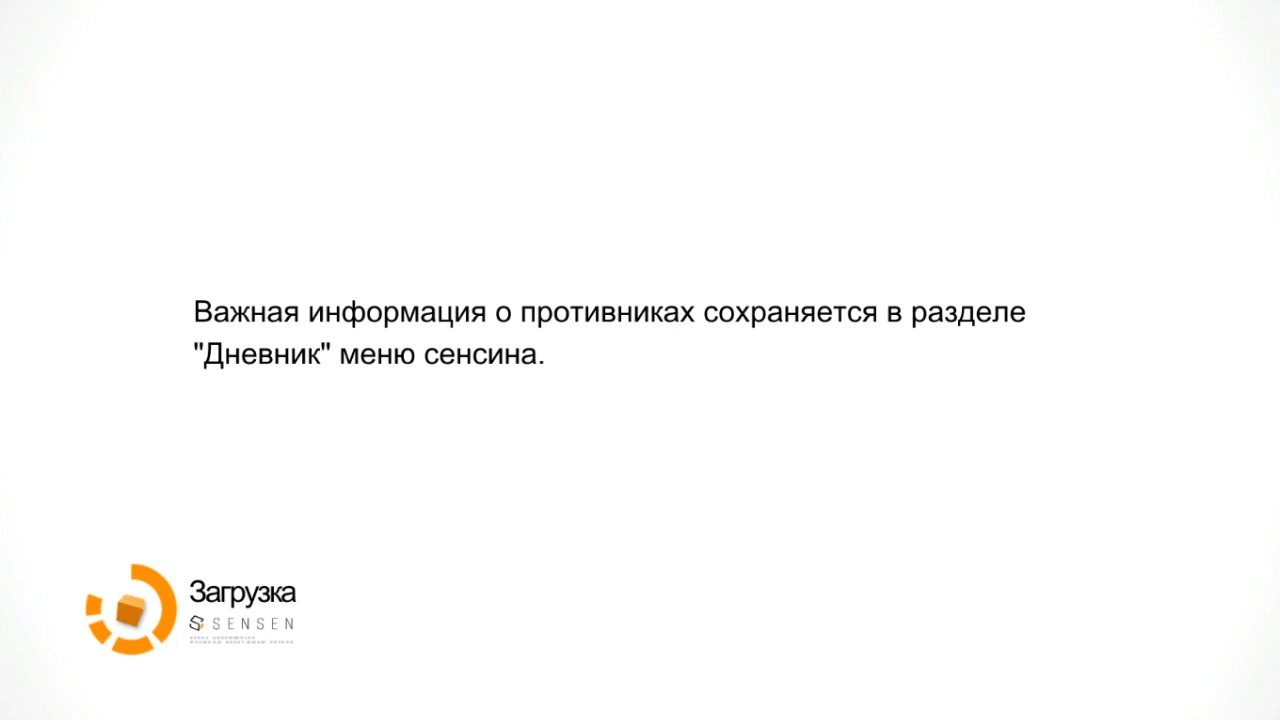 Важная информация о противниках сохраняется в разделе
"Дневник" меню сенсина.
Загрузка
SENSEN